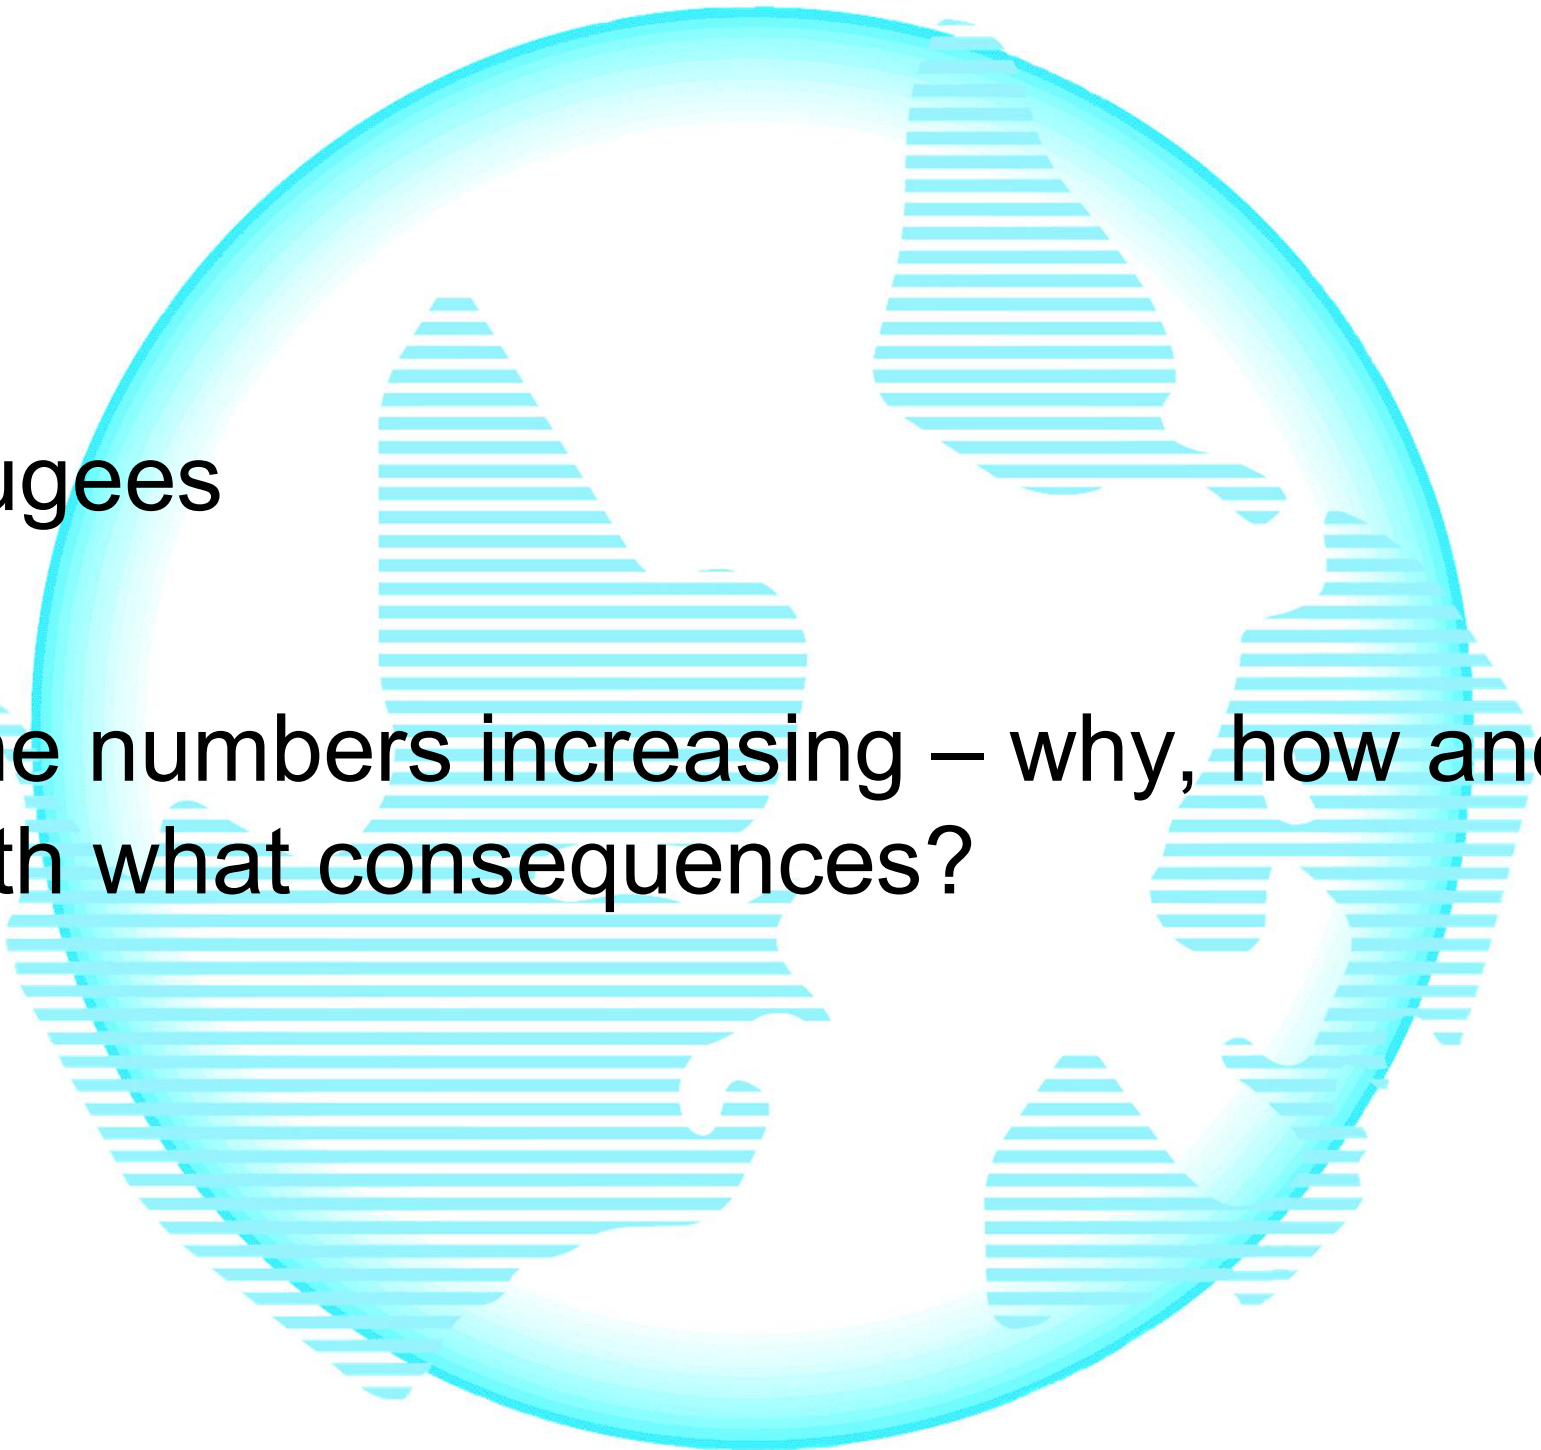 ugees
he numbers increasing – why, how and
th what consequences?